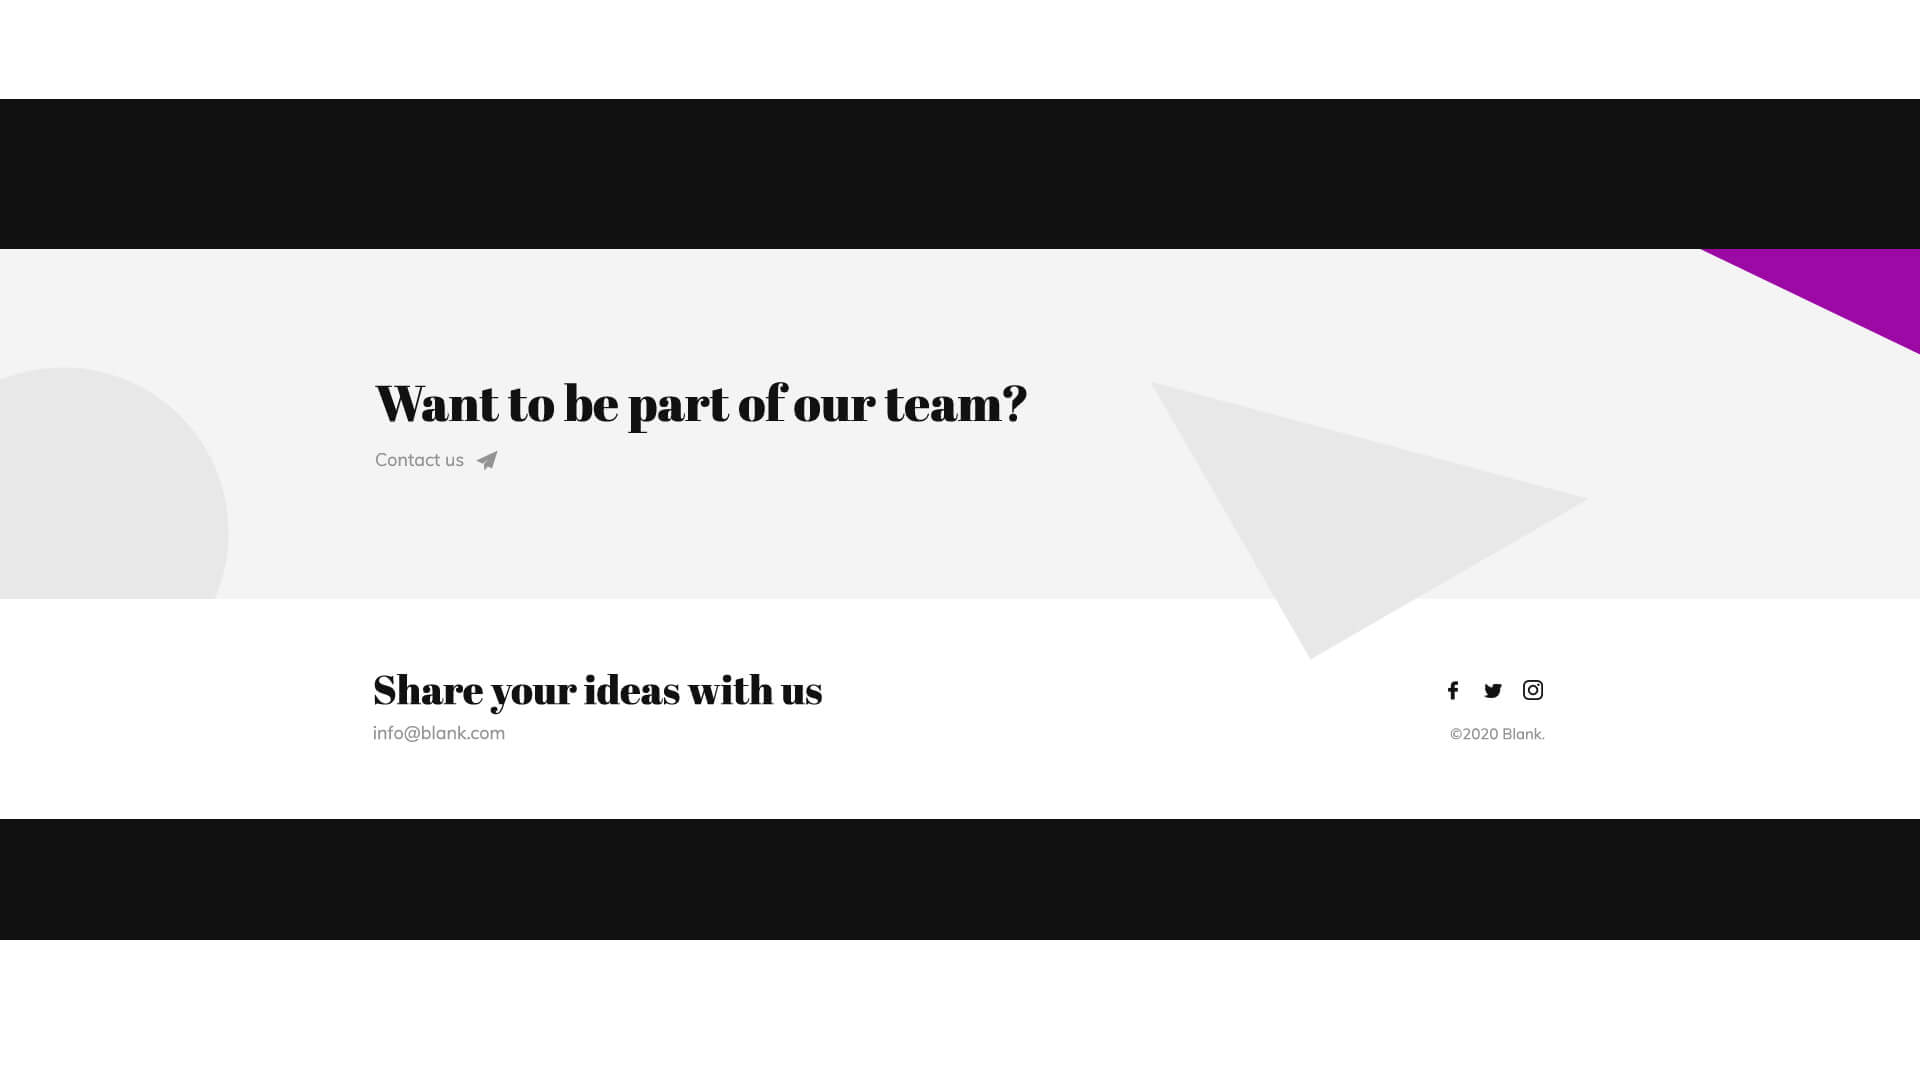 Want to be part of our team?
Contact us
Share your ideas with us
info@blank.com
©2020 Blank.